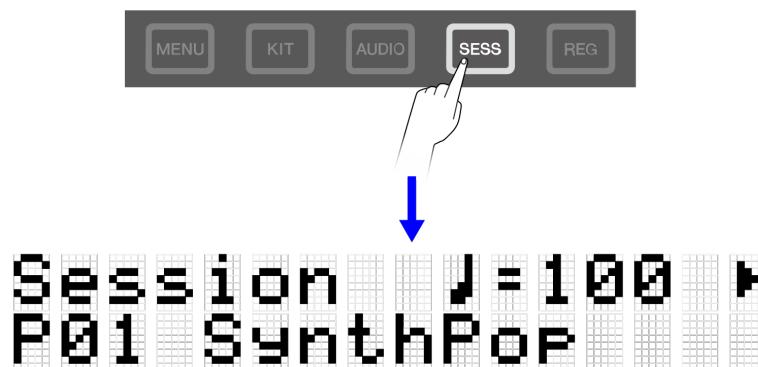 MENU KIT AUDIO SESS REG
Session ♩=100 ▶
P01 SynthPop